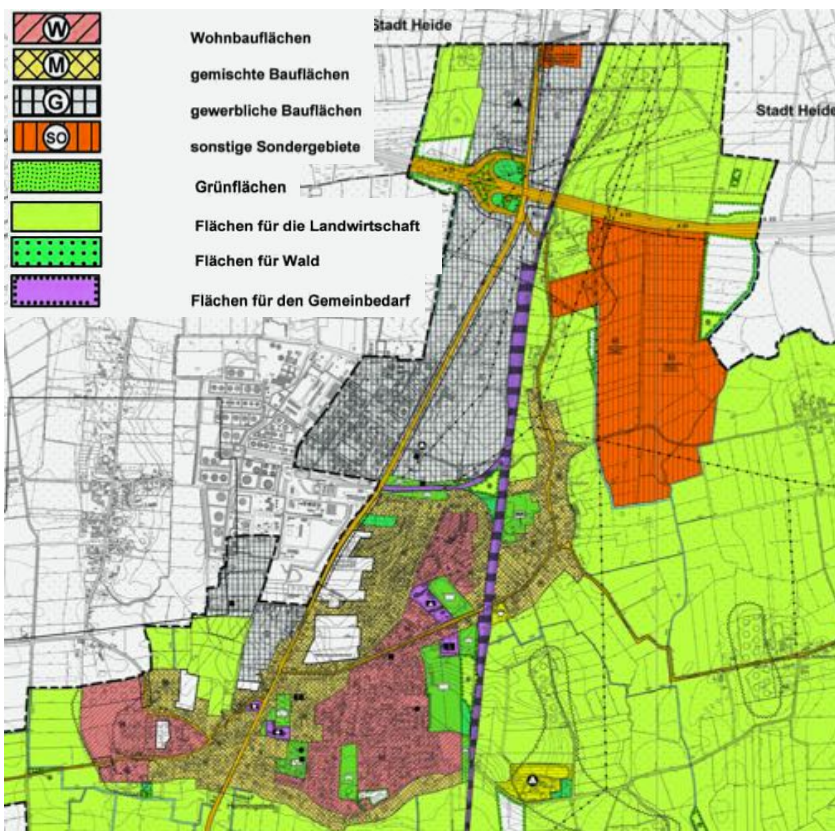 W
Wohnbauflächen
M
gemischte Bauflächen
G
gewerbliche Bauflächen
SO
sonstige Sondergebiete
Grünflächen
Flächen für die Landwirtschaft
Flächen für Wald
Flächen für den Gemeinbedarf
Stadt Heide
Stadt Heide